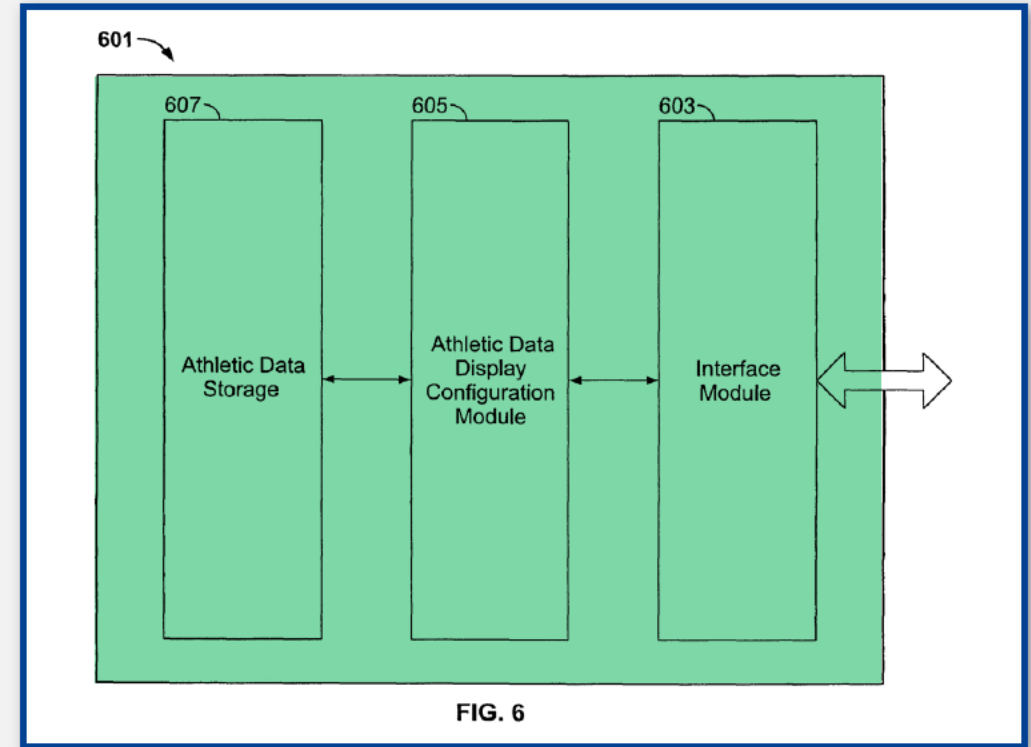 601
607
605
603
Athletic Data
Storage
Athletic Data
Display
Configuration
Module
Interface
Module
FIG. 6